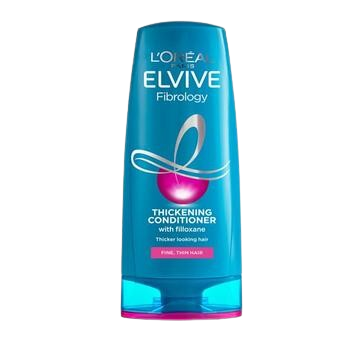 L'ORÉAL
PARIS
ELVIVE
Fibrology
THICKENING
CONDITIONER
with filloxane
Thicker looking hair
FINE, THIN HAIR